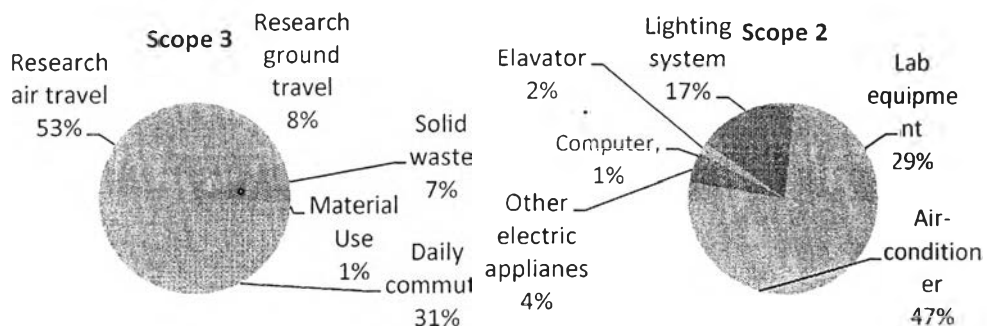 Scope 3
Research
air travel
53%
Research
ground
travel
8%
Solid
waste
7%
Material
Use
1%
Daily
commut
31%
Scope 2
Elavator
2%
Lighting
system
17%
Lab
equipme
nt
29%
Computer,
1%
Other
electric
applianes
4%
Air-
condition
er
47%